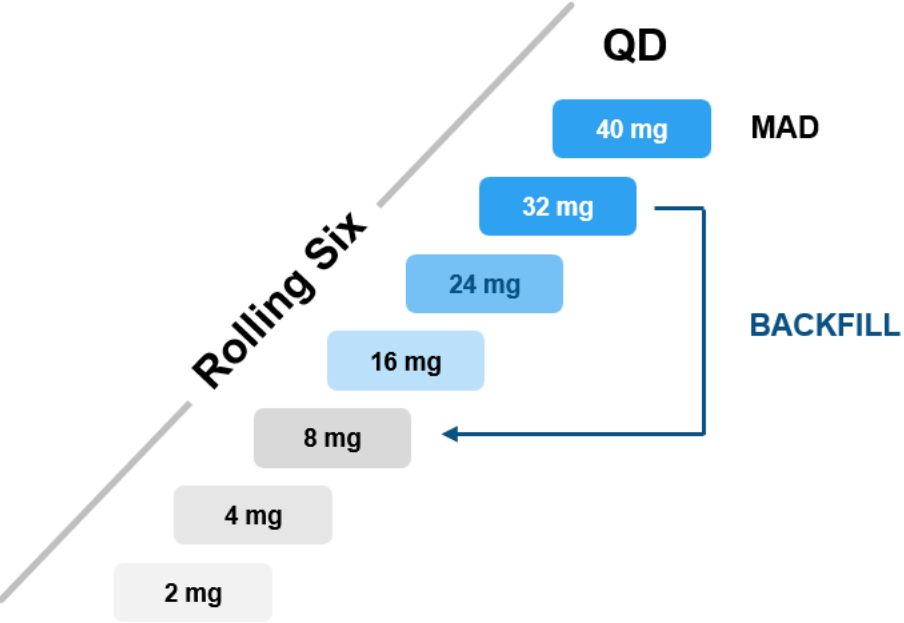 QD
40 mg
MAD
32 mg
Rolling Six
24 mg
BACKFILL
16 mg
8 mg
4 mg
2 mg